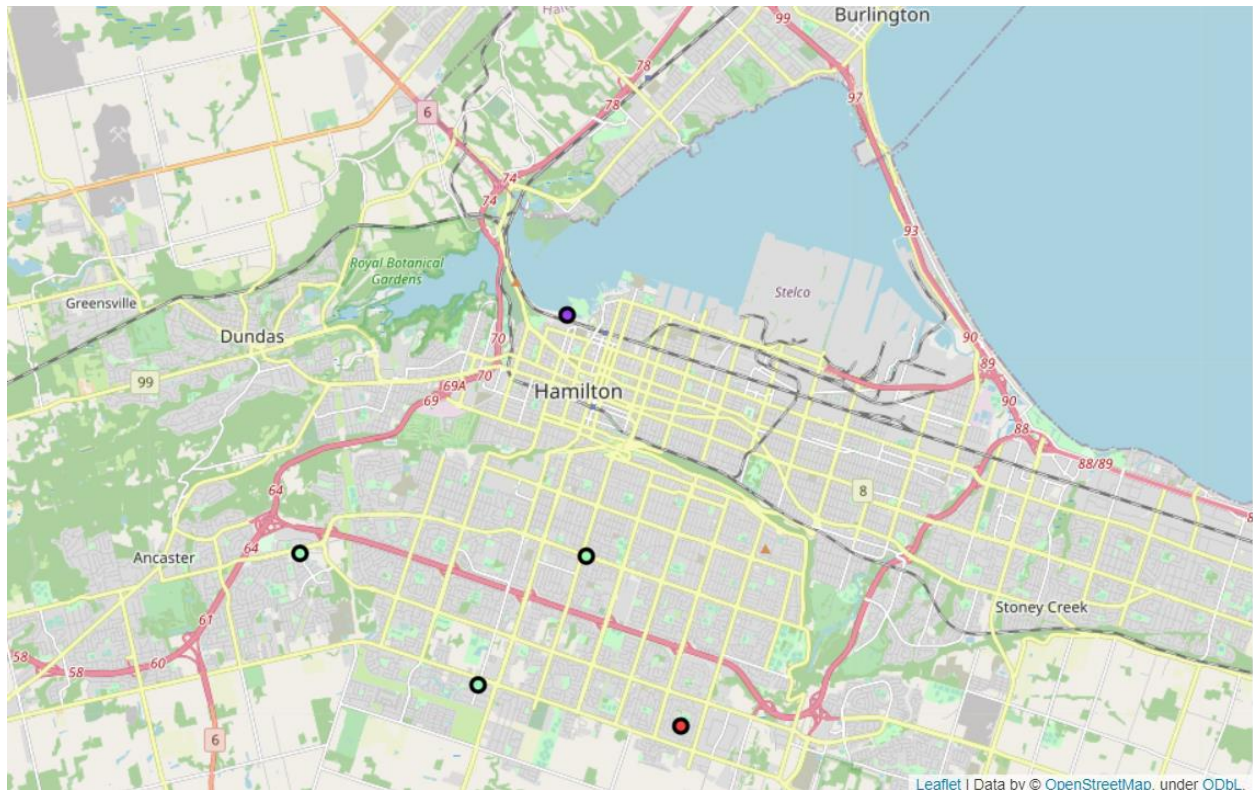 Burlington
99
78
97
6
78
74
74
93
Royal Botanical
Gardens
Stelco
Greensville
Dundas
70
90
89
99
69A
70
Hamilton
69
90
88
88/89
64
8
64
Ancaster
61
Stoney Creek
58
58
60
6
Leaflet | Data by © OpenStreetMap, under ODbL.